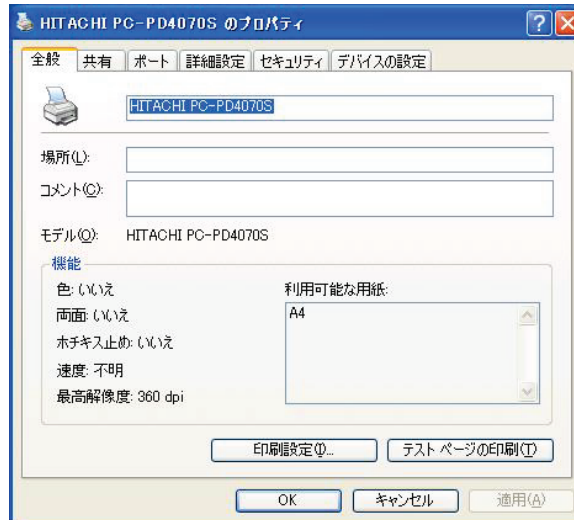 HITACHI PC-PD4070S のプロパティ
全般 共有 ポート 詳細設定 セキュリティ デバイスの設定
HITACHI PC-PD4070S
場所(L):
コメント(C):
モデル(O): HITACHI PC-PD4070S
機能
色: いいえ 利用可能な用紙:
両面: いいえ A4
ホチキス止め: いいえ
速度: 不明
最高解像度: 360 dpi
印刷設定(I)... テスト ページの印刷(T)
OK キャンセル 適用(A)